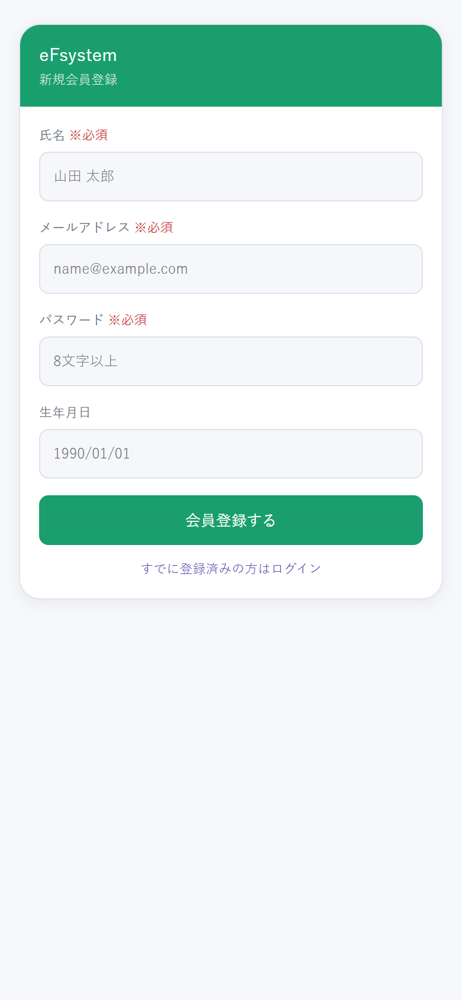 eFsystem
新規会員登録
氏名 ※必須
山田 太郎
メールアドレス ※必須
name@example.com
パスワード ※必須
8文字以上
生年月日
1990/01/01
会員登録する
すでに登録済みの方はログイン